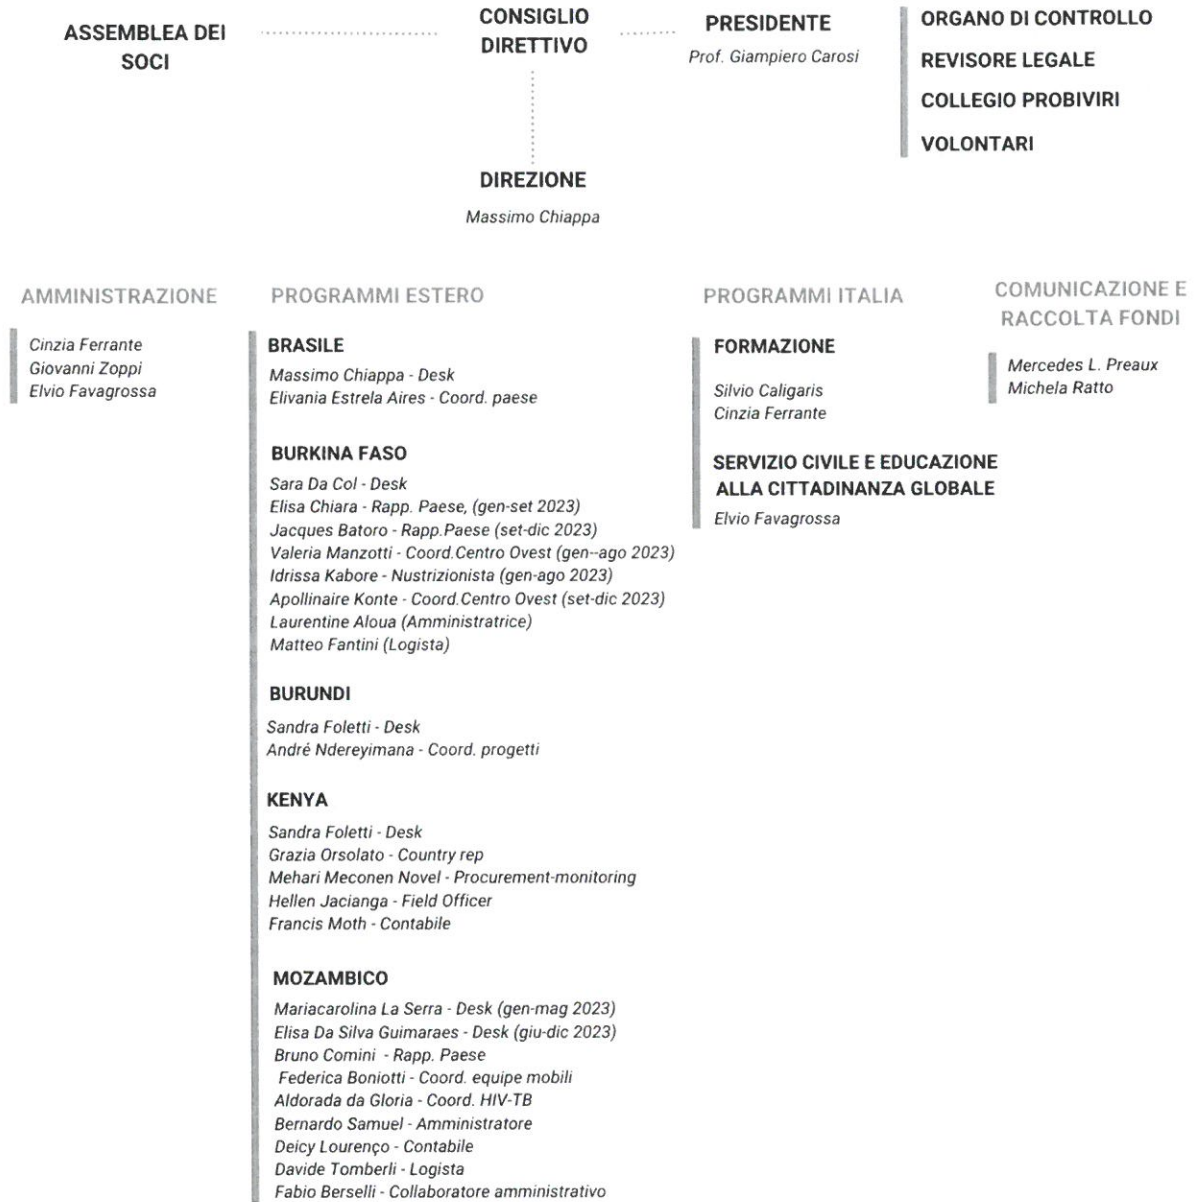 ASSEMBLEA DEI
SOCI
CONSIGLIO
DIRETTIVO
PRESIDENTE
Prof. Giampiero Carosi
ORGANO DI CONTROLLO
REVISORE LEGALE
COLLEGIO PROBIVIRI
VOLONTARI
DIREZIONE
Massimo Chiappa
AMMINISTRAZIONE
Cinzia Ferrante
Giovanni Zoppi
Elvio Favagrossa
PROGRAMMI ESTERO
BRASILE
Massimo Chiappa - Desk
Elivania Estrela Aires - Coord. paese
BURKINA FASO
Sara Da Col - Desk
Elisa Chiara - Rapp. Paese, (gen-set 2023)
Jacques Batoro - Rapp.Paese (set-dic 2023)
Valeria Manzotti - Coord.Centro Ovest (gen--ago 2023)
Idrissa Kabore - Nustrizionista (gen-ago 2023)
Apollinaire Konte - Coord.Centro Ovest (set-dic 2023)
Laurentine Aloua (Amministratrice)
Matteo Fantini (Logista)
BURUNDI
Sandra Foletti - Desk
André Ndereyimana - Coord. progetti
KENYA
Sandra Foletti - Desk
Grazia Orsolato - Country rep
Mehari Meconen Novel - Procurement-monitoring
Hellen Jacianga - Field Officer
Francis Moth - Contabile
MOZAMBICO
Mariacarolina La Serra - Desk (gen-mag 2023)
Elisa Da Silva Guimaraes - Desk (giu-dic 2023)
Bruno Comini - Rapp. Paese
Federica Boniotti - Coord. equipe mobili
Aldorada da Gloria - Coord. HIV-TB
Bernardo Samuel - Amministratore
Deicy Lourenço - Contabile
Davide Tomberli - Logista
Fabio Berselli - Collaboratore amministrativo
PROGRAMMI ITALIA
FORMAZIONE
Silvio Caligaris
Cinzia Ferrante
SERVIZIO CIVILE E EDUCAZIONE
ALLA CITTADINANZA GLOBALE
Elvio Favagrossa
COMUNICAZIONE E
RACCOLTA FONDI
Mercedes L. Preaux
Michela Ratto